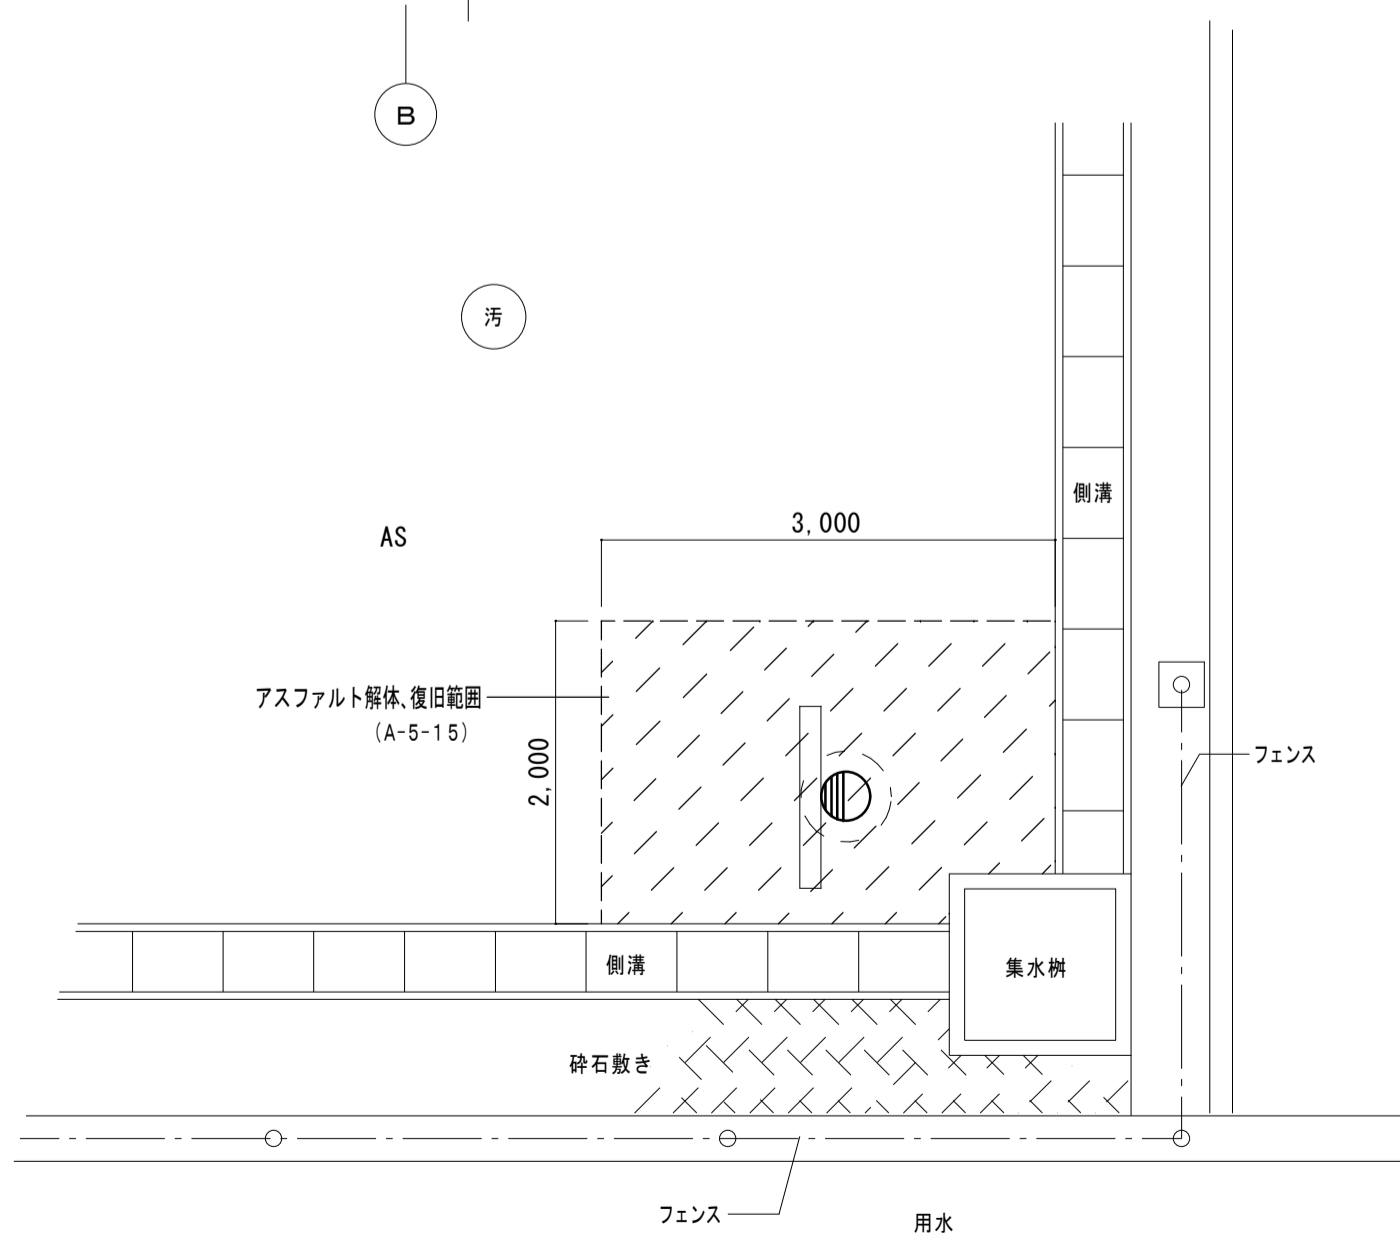 B
汚
側溝
3,000
AS
アスファルト解体、復旧範囲
(A-5-15)
2,000
フェンス
側溝
集水桝
砕石敷き
フェンス
用水